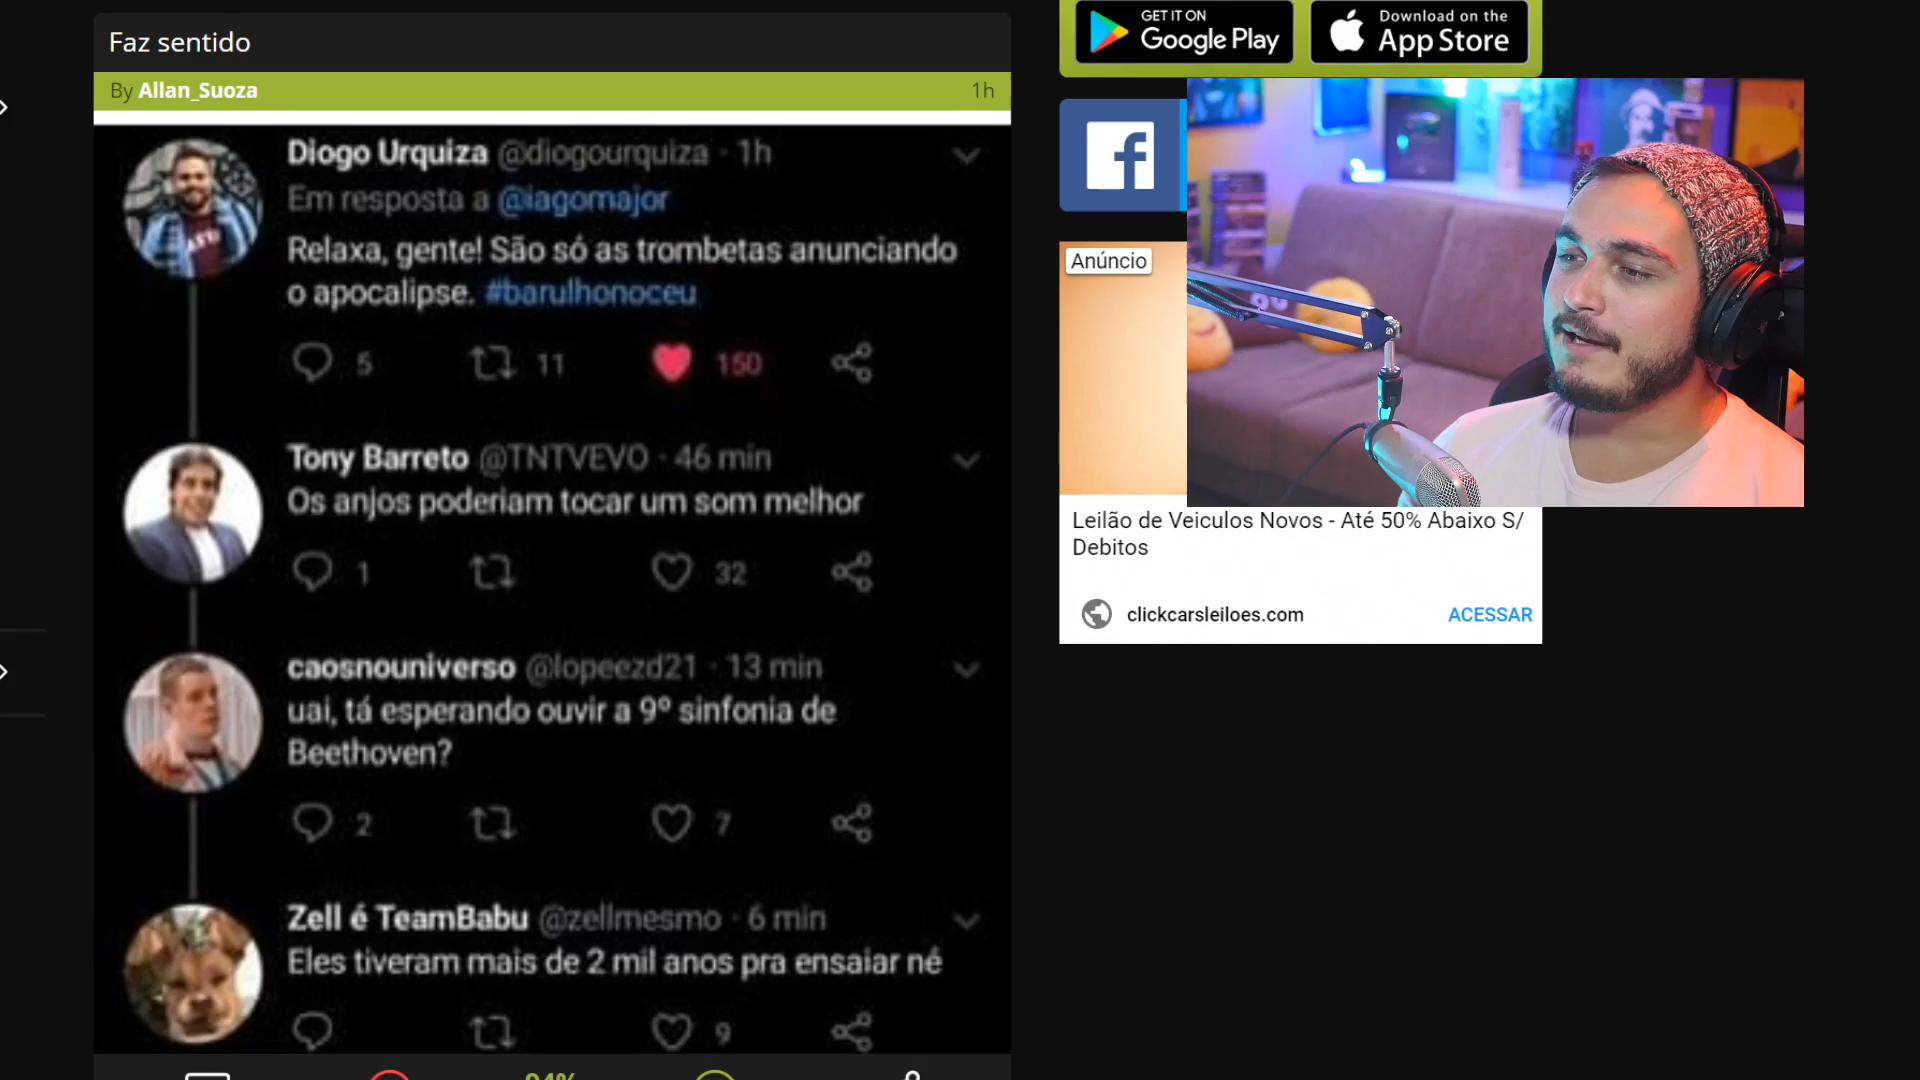 Faz sentido
By Allan_Suoza 1h
Diogo Urquiza @diogourquiza · 1h
Em resposta a @iagomajor
Relaxa, gente! São só as trombetas anunciando
o apocalipse. #barulhonoceu
5 11 150
Tony Barreto @TNTVEVO · 46 min
Os anjos poderiam tocar um som melhor
1 32
caosnouniverso @lopeezd21 · 13 min
uai, tá esperando ouvir a 9º sinfonia de
Beethoven?
2 7
Zell é TeamBabu @zellmesmo · 6 min
Eles tiveram mais de 2 mil anos pra ensaiar né
9
GET IT ON
Google Play
Download on the
App Store
Anúncio
Leilão de Veiculos Novos - Até 50% Abaixo S/
Debitos
clickcarsleiloes.com ACESSAR